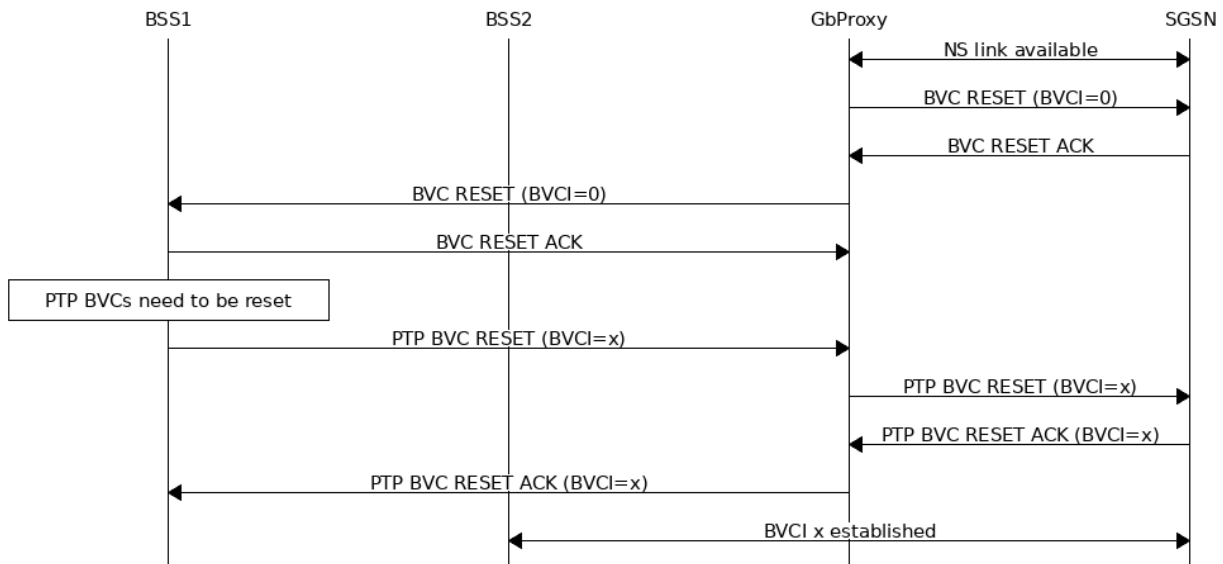 BSS1 BSS2 GbProxy SGSN
NS link available
BVC RESET (BVCI=0)
BVC RESET ACK
BVC RESET (BVCI=0)
BVC RESET ACK
PTP BVCs need to be reset
PTP BVC RESET (BVCI=x)
PTP BVC RESET (BVCI=x)
PTP BVC RESET ACK (BVCI=x)
PTP BVC RESET ACK (BVCI=x)
BVCI x established